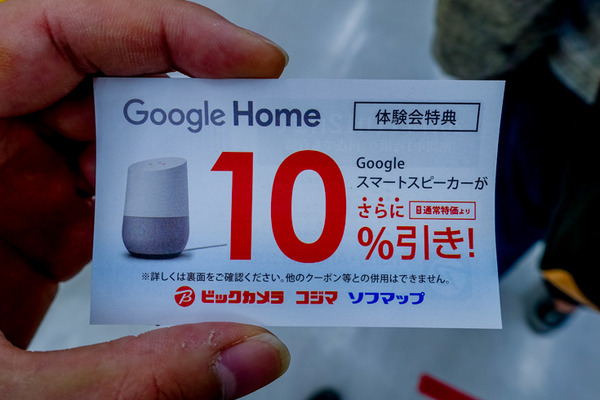 Google Home
体験会特典
10
Google
スマートスピーカーが
さらに
通常特価より
%引き!
※詳しくは裏面をご確認ください。他のクーポン等との併用はできません。
B ビックカメラ コジマ ソフマップ